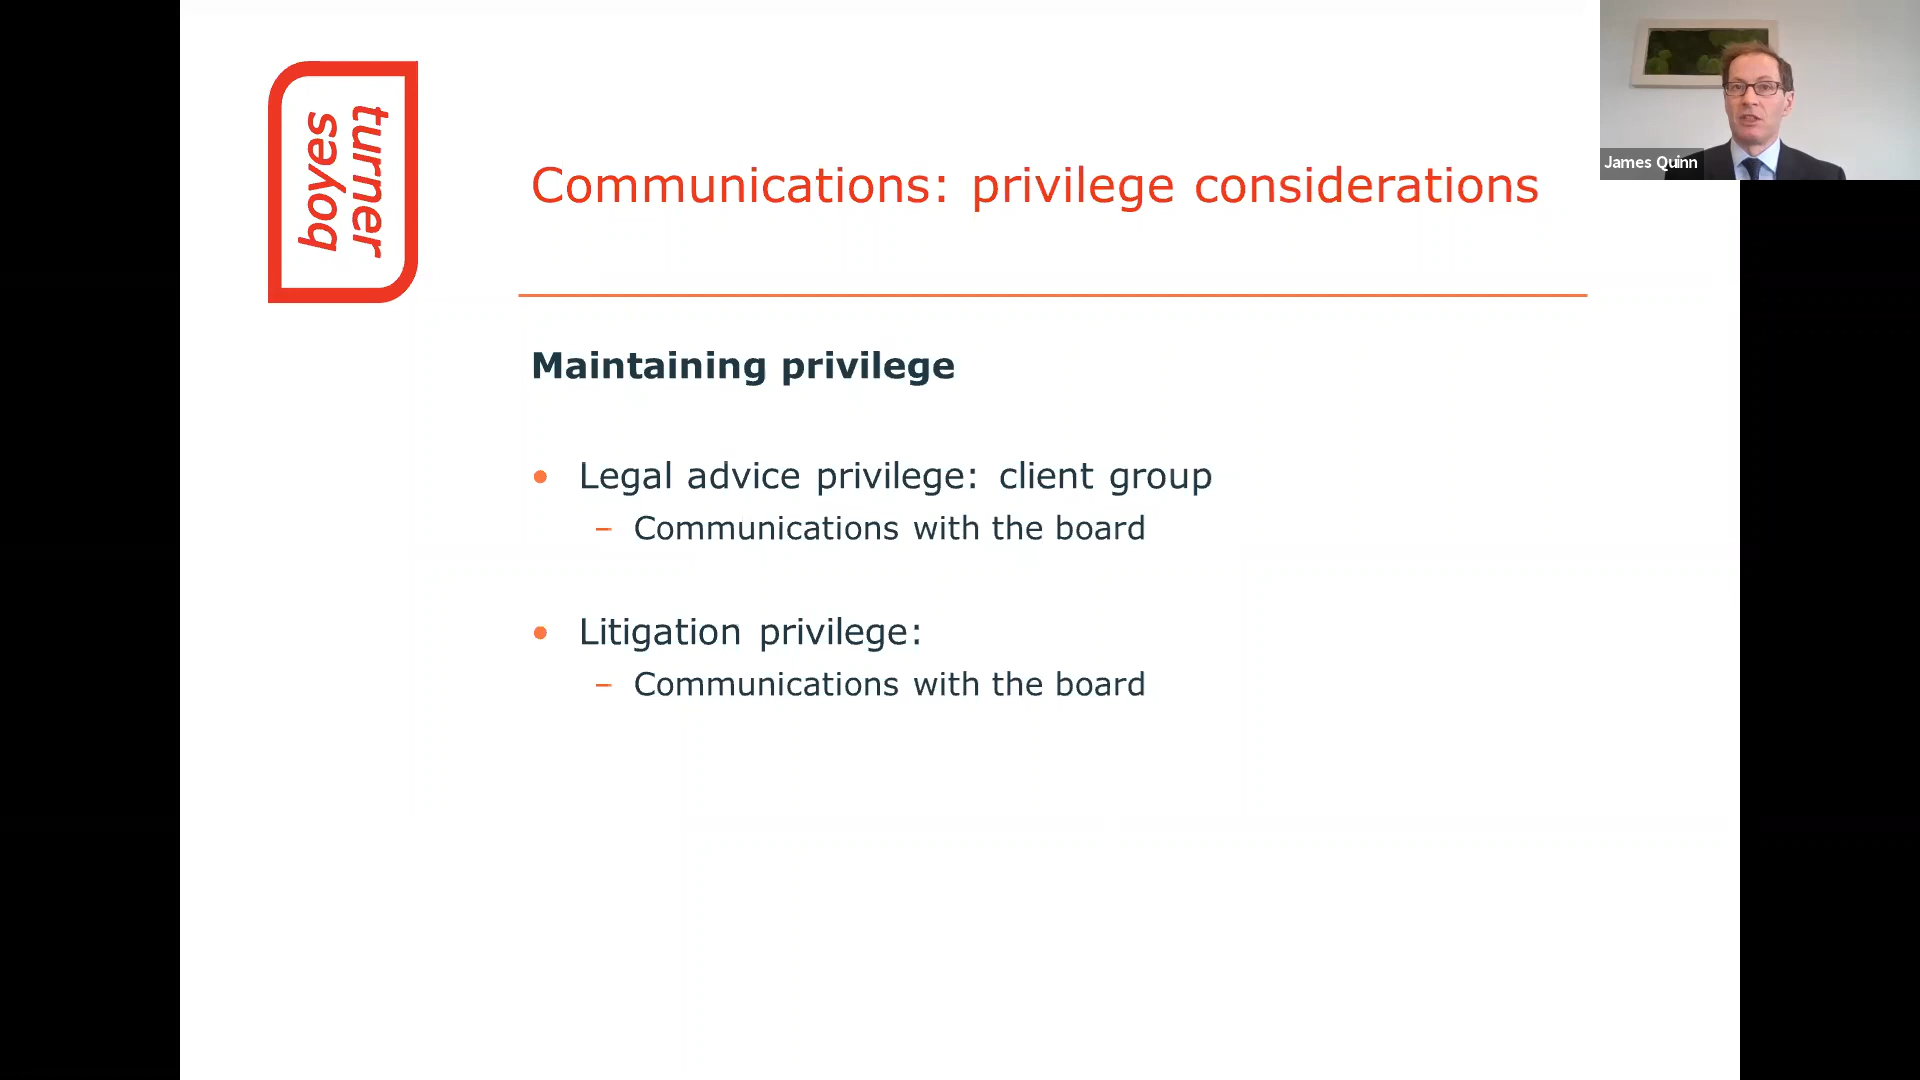 boyes
turner
Communications: privilege considerations
James Quinn
Maintaining privilege
• Legal advice privilege: client group
– Communications with the board
• Litigation privilege:
– Communications with the board